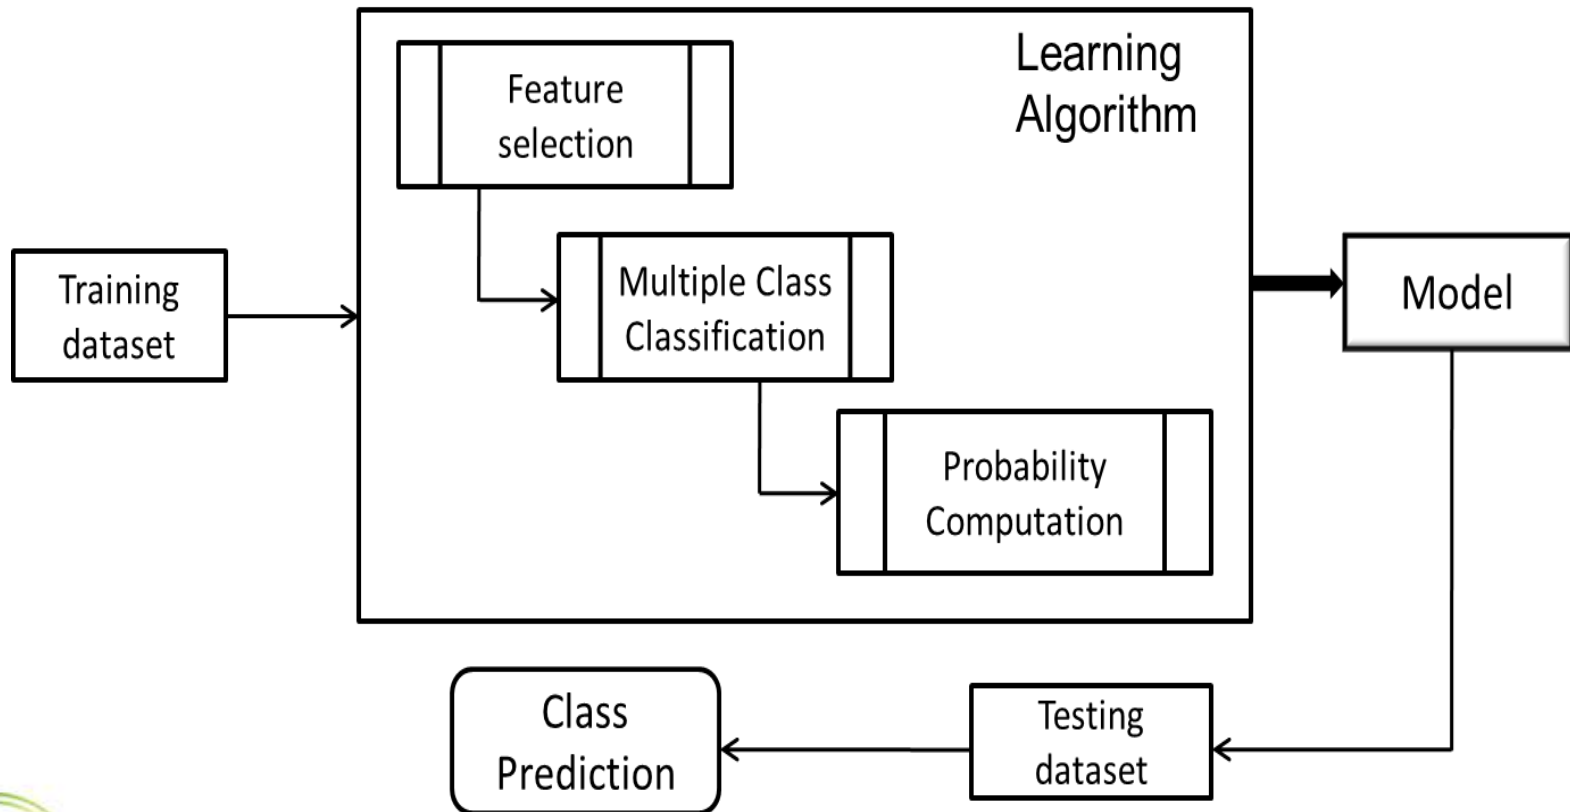 Learning
Algorithm
Feature
selection
Multiple Class
Classification
Training
dataset
Model
Probability
Computation
Class
Prediction
Testing
dataset